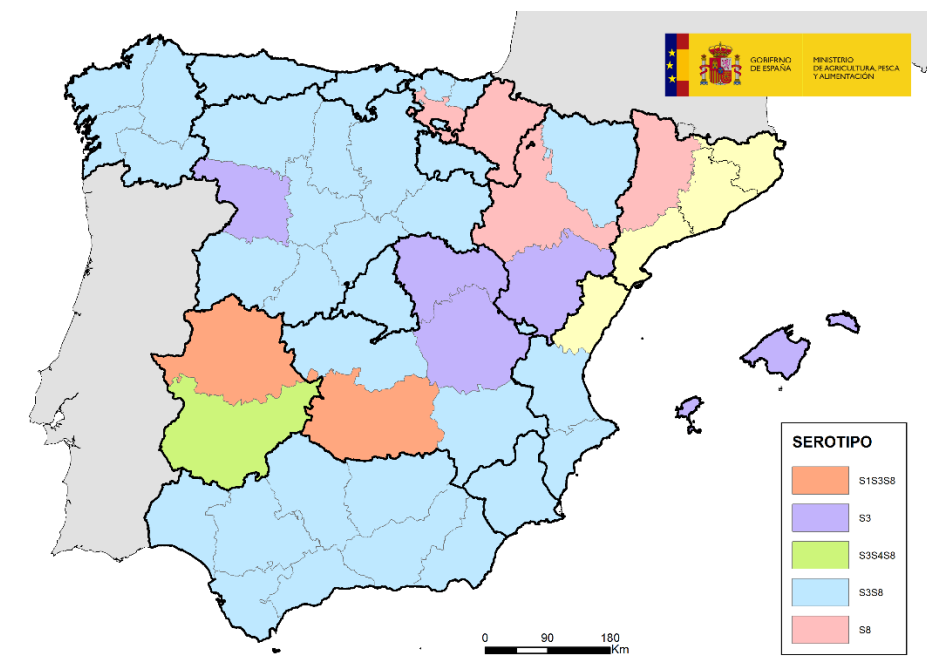 GOBIERNO
DE ESPAÑA
MINISTERIO
DE AGRICULTURA, PESCA
Y ALIMENTACIÓN
SEROTIPO
S1S3S8
S3
S3S4S8
S3S8
S8
0 90 180
Km